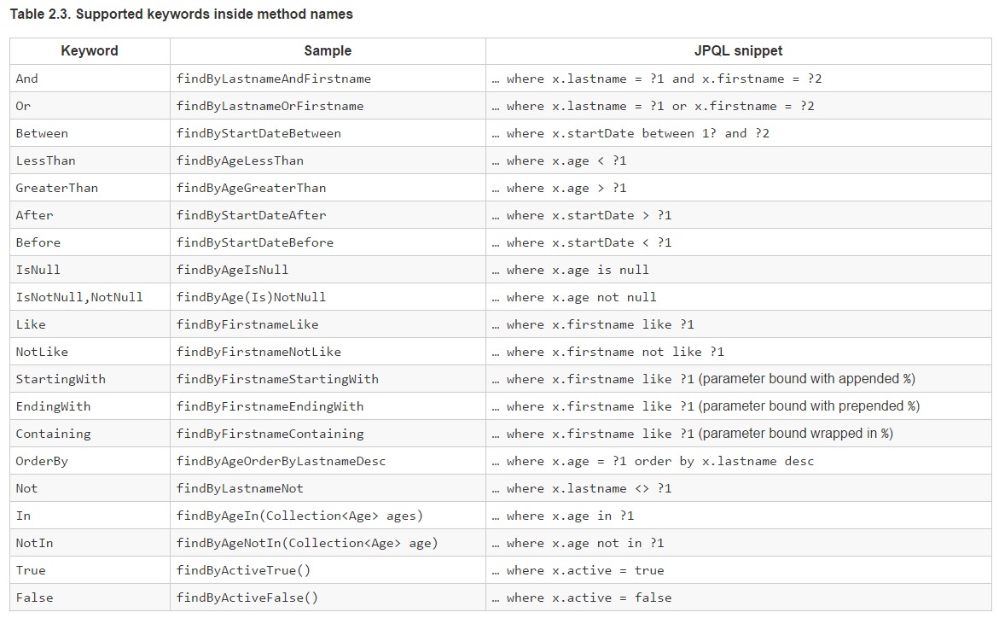 Table 2.3. Supported keywords inside method names
Keyword Sample JPQL snippet
And findByLastnameAndFirstname … where x.lastname = ?1 and x.firstname = ?2
Or findByLastnameOrFirstname … where x.lastname = ?1 or x.firstname = ?2
Between findByStartDateBetween … where x.startDate between 1? and ?2
LessThan findByAgeLessThan … where x.age < ?1
GreaterThan findByAgeGreaterThan … where x.age > ?1
After findByStartDateAfter … where x.startDate > ?1
Before findByStartDateBefore … where x.startDate < ?1
IsNull findByAgeIsNull … where x.age is null
IsNotNull,NotNull findByAge(Is)NotNull … where x.age not null
Like findByFirstnameLike … where x.firstname like ?1
NotLike findByFirstnameNotLike … where x.firstname not like ?1
StartingWith findByFirstnameStartingWith … where x.firstname like ?1 (parameter bound with appended %)
EndingWith findByFirstnameEndingWith … where x.firstname like ?1 (parameter bound with prepended %)
Containing findByFirstnameContaining … where x.firstname like ?1 (parameter bound wrapped in %)
OrderBy findByAgeOrderByLastnameDesc … where x.age = ?1 order by x.lastname desc
Not findByLastnameNot … where x.lastname <> ?1
In findByAgeIn(Collection<Age> ages) … where x.age in ?1
NotIn findByAgeNotIn(Collection<Age> age) … where x.age not in ?1
True findByActiveTrue() … where x.active = true
False findByActiveFalse() … where x.active = false